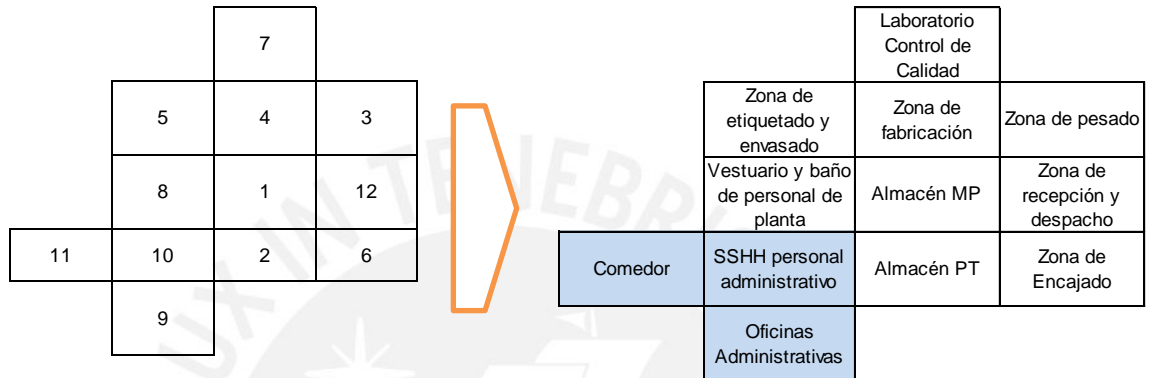 7
5 4 3
8 1 12
11 10 2 6
9
Laboratorio
Control de
Calidad
Zona de
etiquetado y
envasado
Zona de
fabricación
Zona de pesado
Vestuario y baño
de personal de
planta
Almacén MP
Zona de
recepción y
despacho
Comedor
SSHH personal
administrativo
Almacén PT
Zona de
Encajado
Oficinas
Administrativas